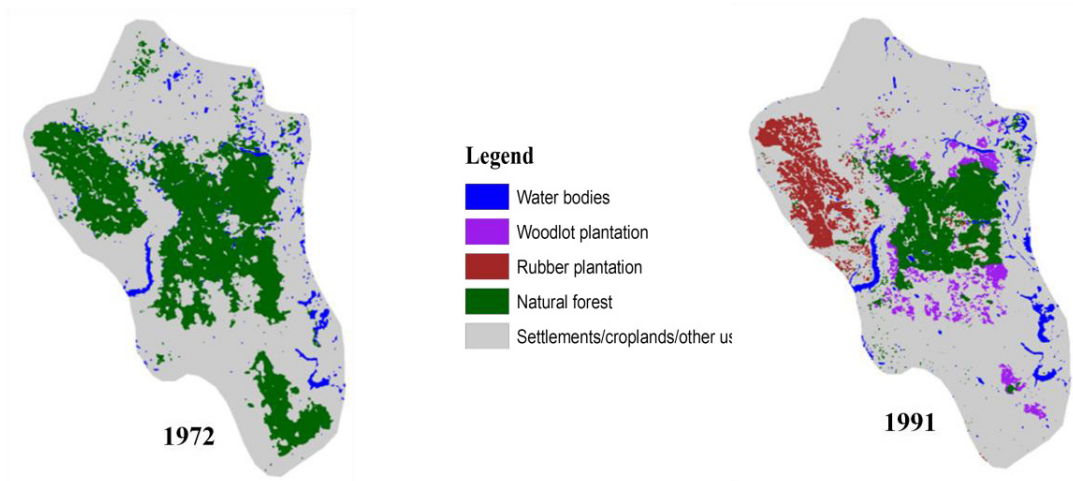 Legend
Water bodies
Woodlot plantation
Rubber plantation
Natural forest
Settlements/croplands/other us
1972
1991